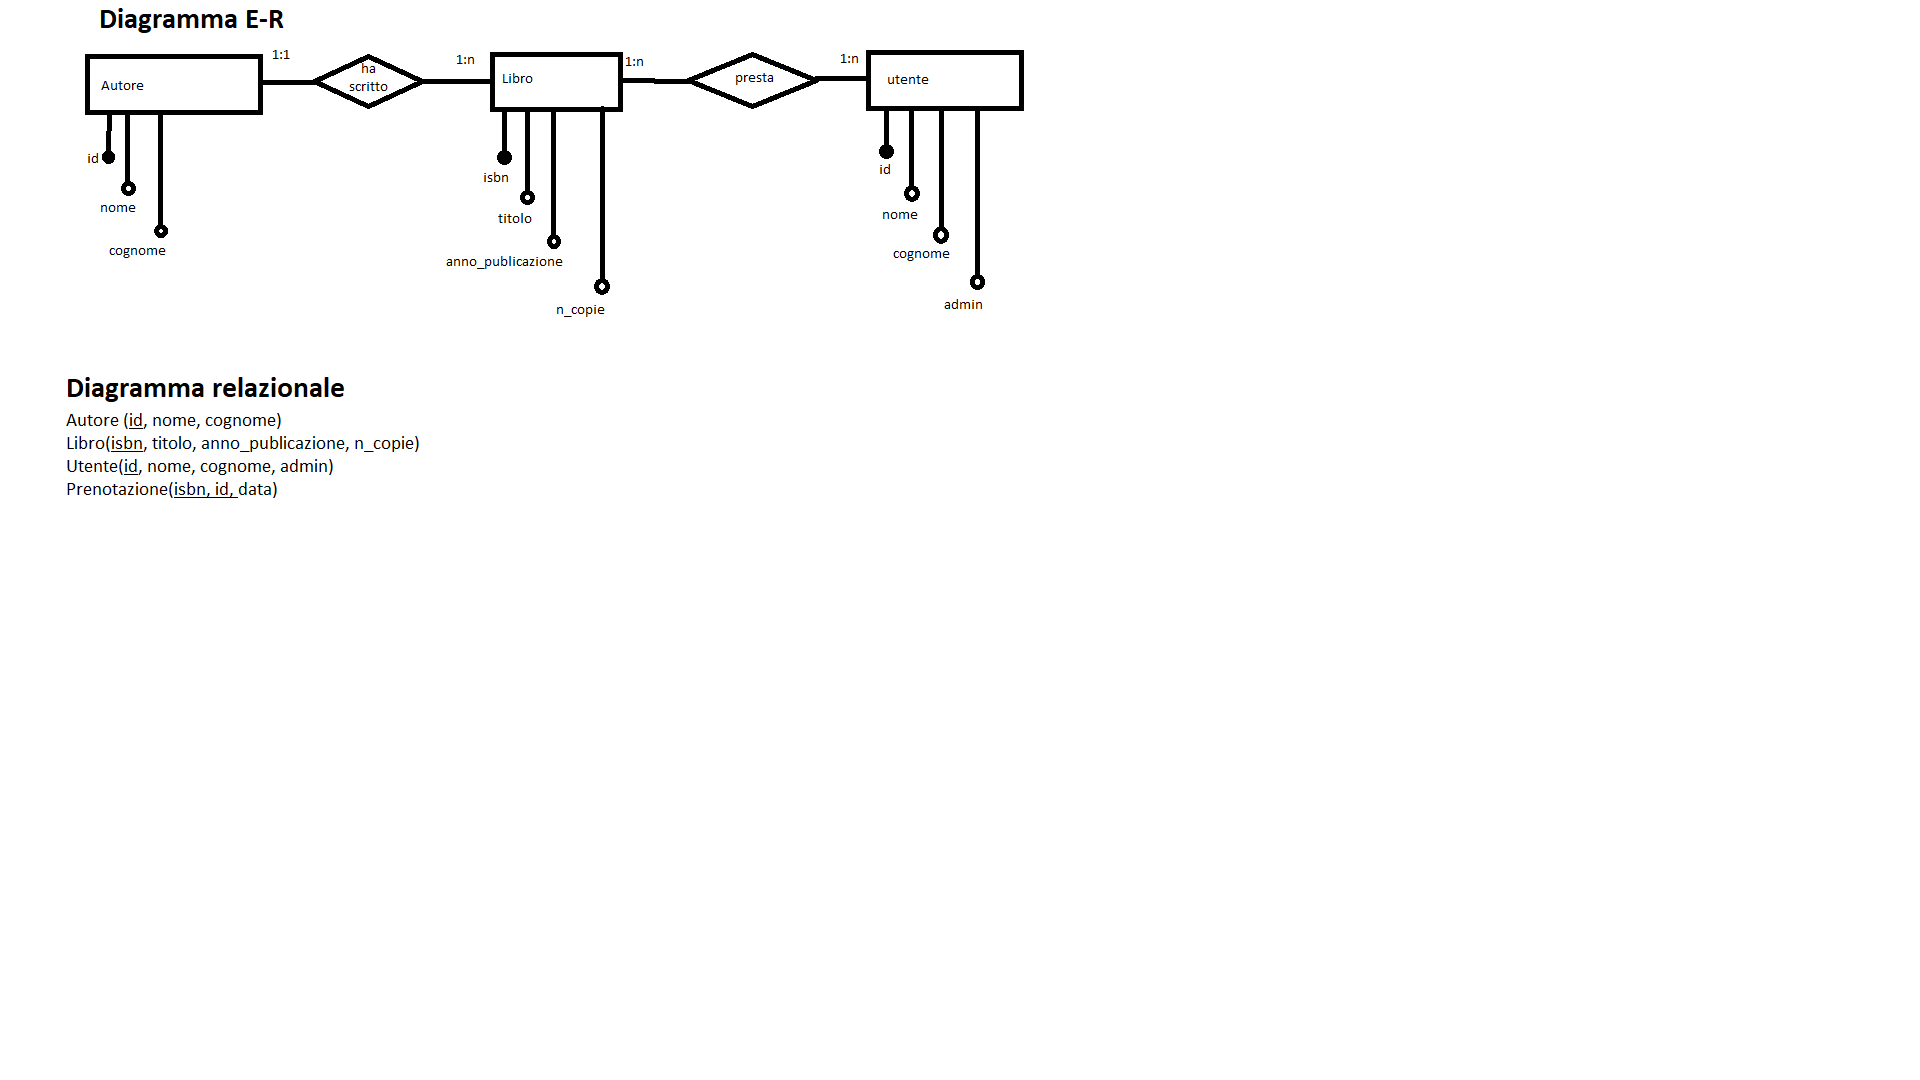 Diagramma E-R
1:1
1:n
1:n
1:n
Autore
ha
scritto
Libro
presta
utente
id
nome
cognome
isbn
titolo
anno_publicazione
n_copie
id
nome
cognome
admin
Diagramma relazionale
Autore (id, nome, cognome)
Libro(isbn, titolo, anno_publicazione, n_copie)
Utente(id, nome, cognome, admin)
Prenotazione(isbn, id, data)